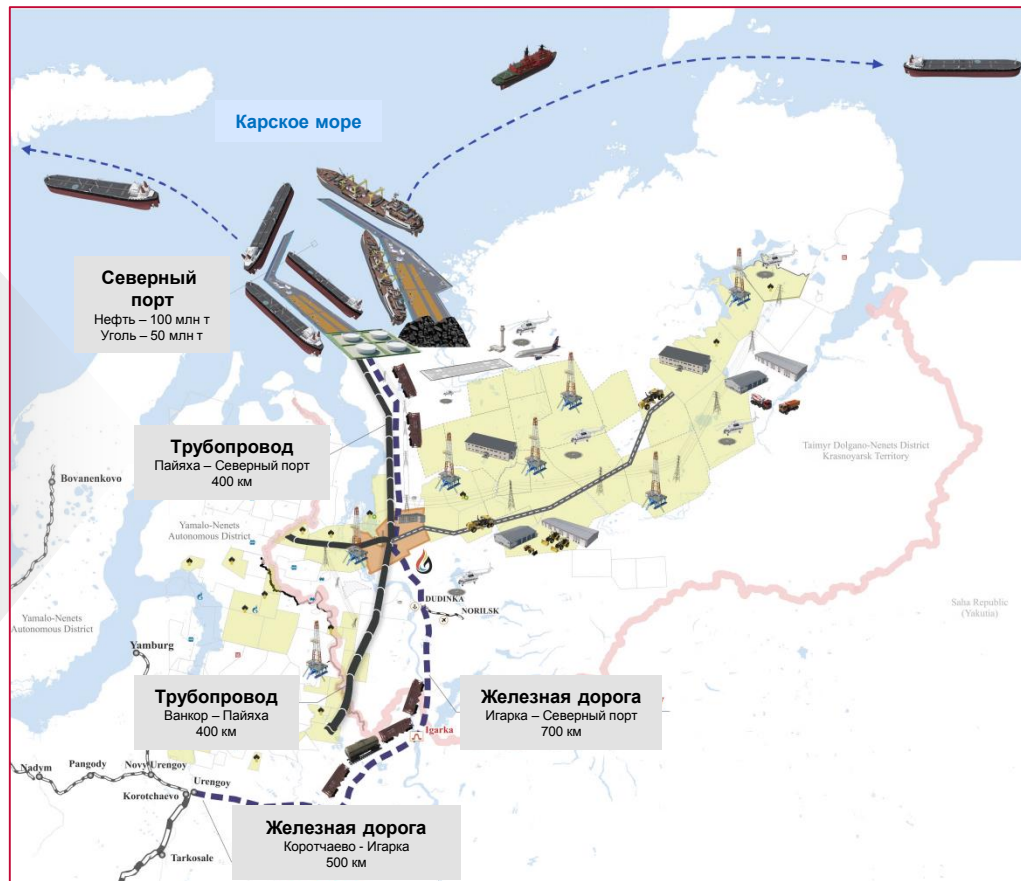 Карское море
Северный
порт
Нефть – 100 млн т
Уголь – 50 млн т
Трубопровод
Пайяха – Северный порт
400 км
Taimyr Dolgano-Nenets District
Krasnoyarsk Territory
Bovanenkovo
Yamalo-Nenets
Autonomous District
DUDINKA
NORILSK
Saha Republic
(Yakutia)
Yamalo-Nenets
Autonomous District
Yamburg
Трубопровод
Ванкор – Пайяха
400 км
Железная дорога
Игарка – Северный порт
700 км
Igarka
Nadym
Pangody
Novy Urengoy
Urengoy
Korotchaevo
Железная дорога
Коротчаево - Игарка
500 км
Tarkosale